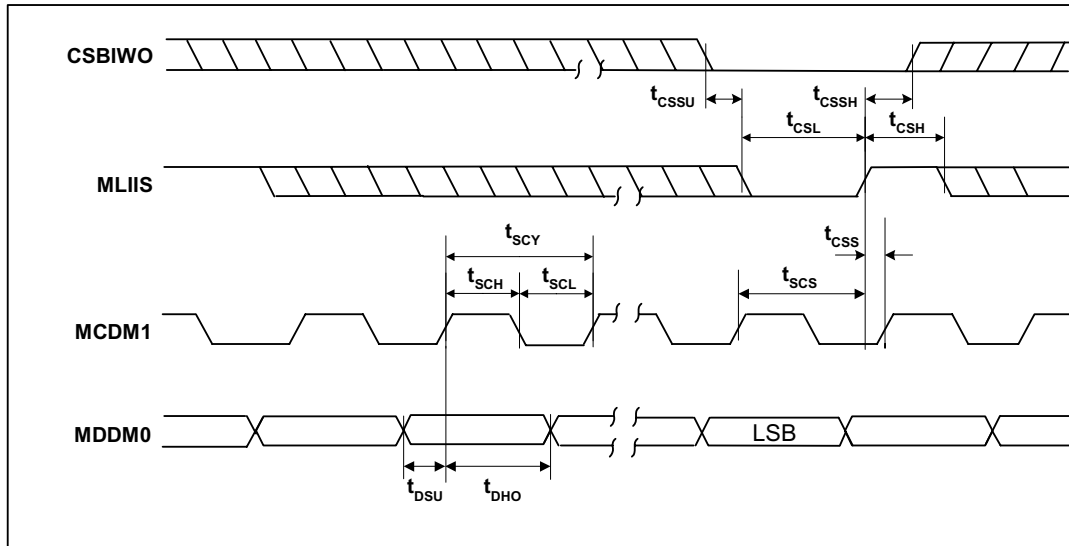 CSBIWO
tCSSU
tCSSH
tCSL
tCSH
MLIIS
tSCY
tCSS
tSCH
tSCL
tSCS
MCDM1
MDDM0
LSB
tDSU
tDHO